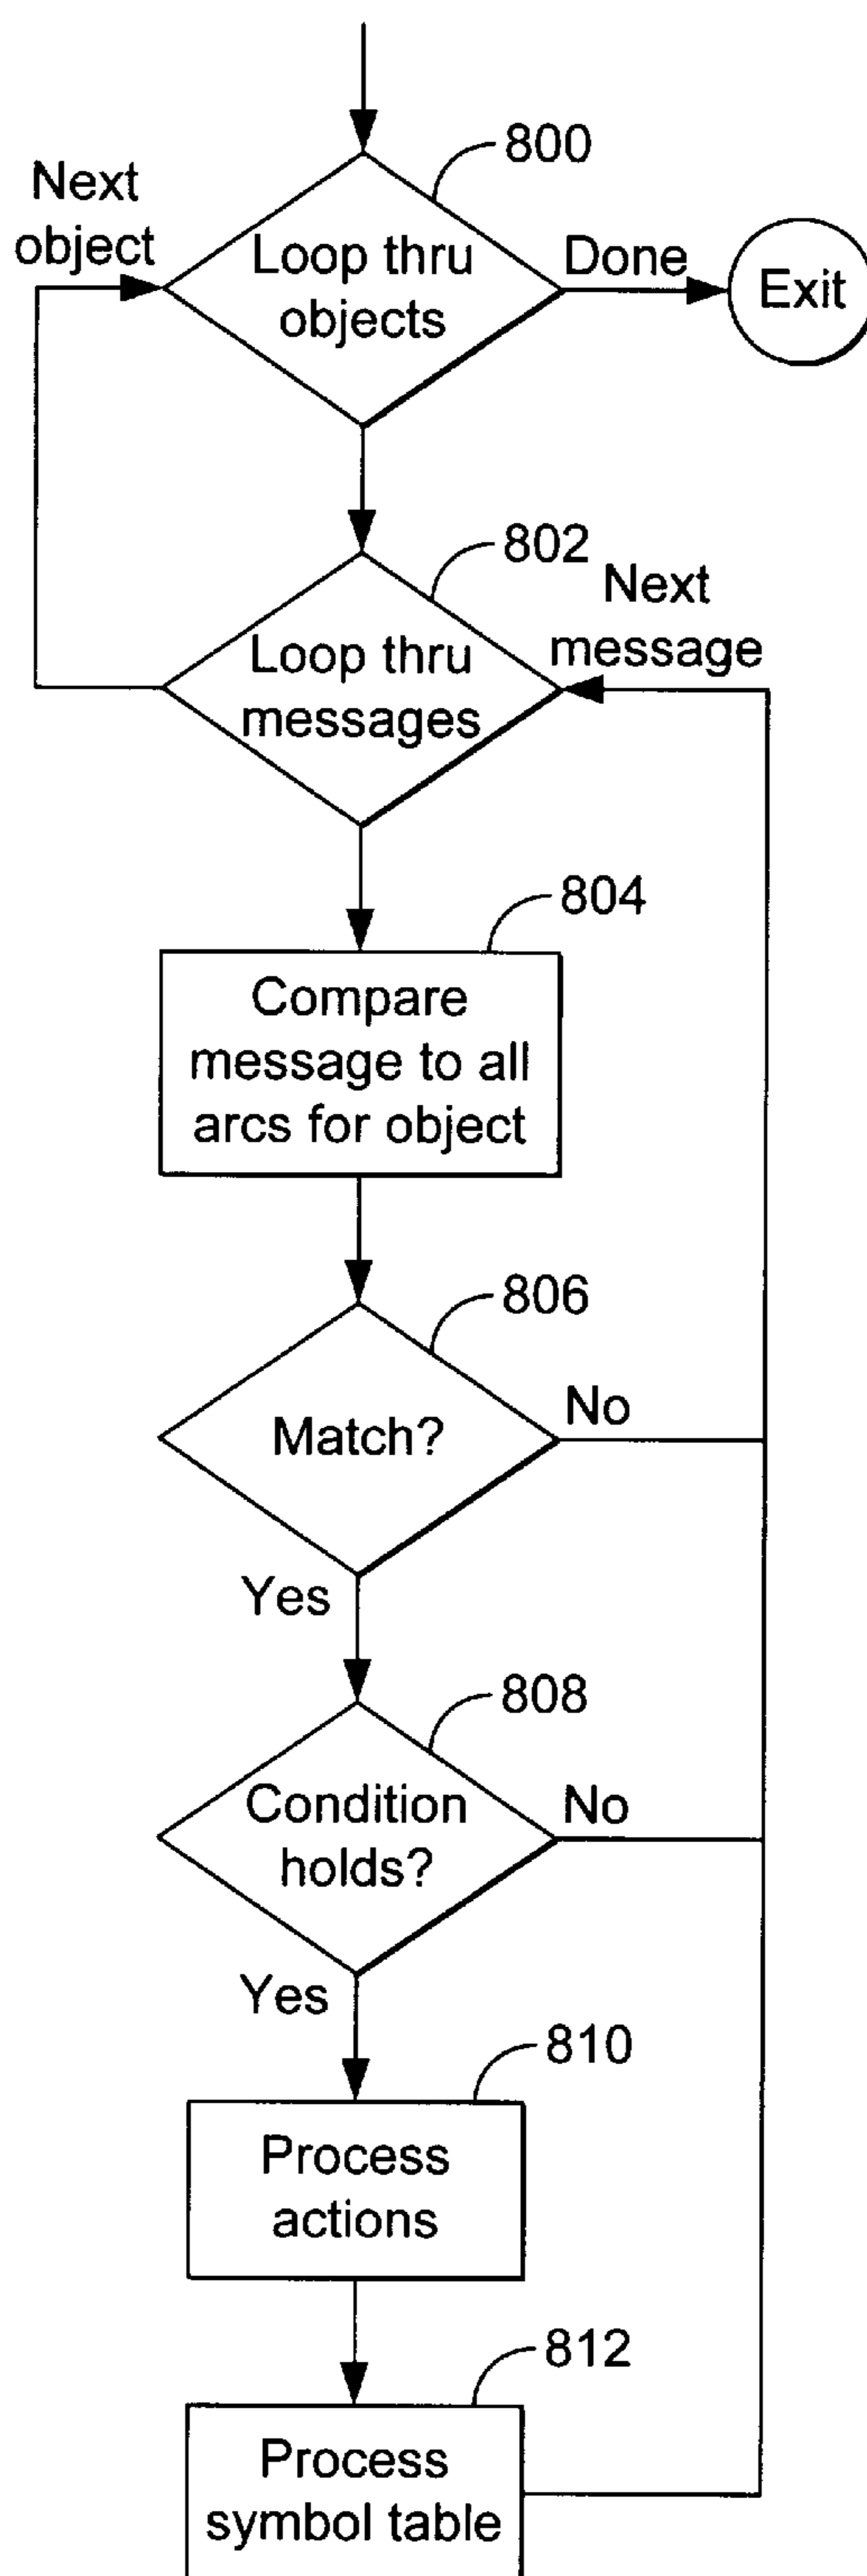 800
Next
object
Loop thru
objects
Done
Exit
802
Next
message
Loop thru
messages
804
Compare
message to all
arcs for object
806
Match?
No
Yes
808
Condition
holds?
No
Yes
810
Process
actions
812
Process
symbol table